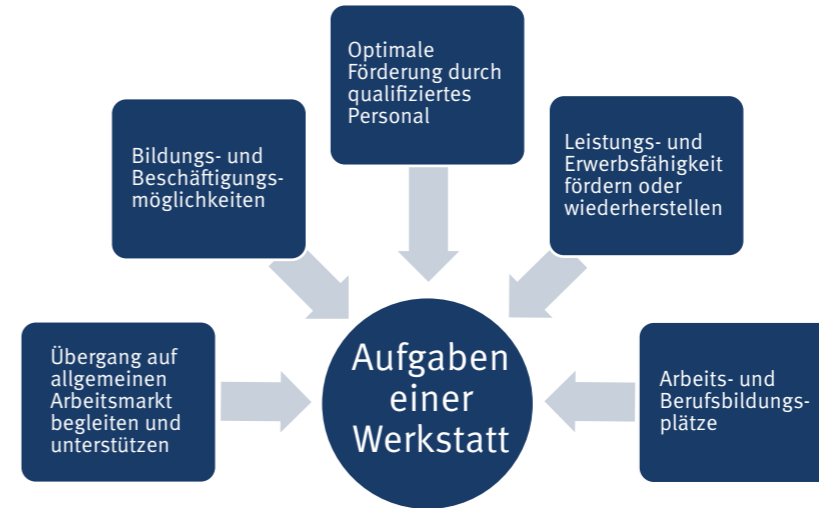 Optimale
Förderung durch
qualifiziertes
Personal
Bildungs- und
Beschäftigungs-
möglichkeiten
Leistungs- und
Erwerbsfähigkeit
fördern oder
wiederherstellen
Übergang auf
allgemeinen
Arbeitsmarkt
begleiten und
unterstützen
Aufgaben
einer
Werkstatt
Arbeits- und
Berufsbildungs-
plätze